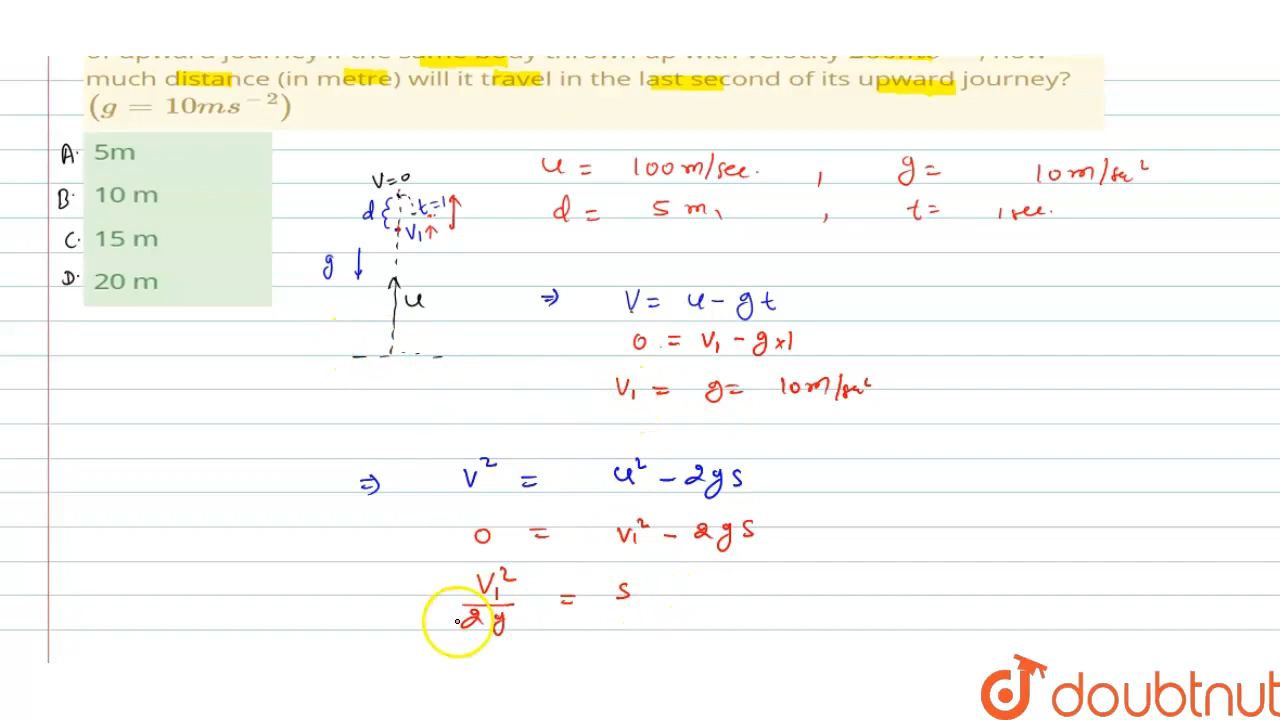 much distance (in metre) will it travel in the last second of its upward journey?
(g = 10ms⁻²)
A. 5m
B. 10 m
C. 15 m
D. 20 m
V=0
d { t=1
V₁ ↑
g ↓
u
u = 100 m/sec. , g = 10 m/sec²
d = 5 m, , t = 1 sec.
⇒ V = u - gt
0 = V₁ - g×1
V₁ = g = 10 m/sec²
⇒ V² = u² - 2gs
0 = V₁² - 2gS
V₁²/2g = S
doubtnut